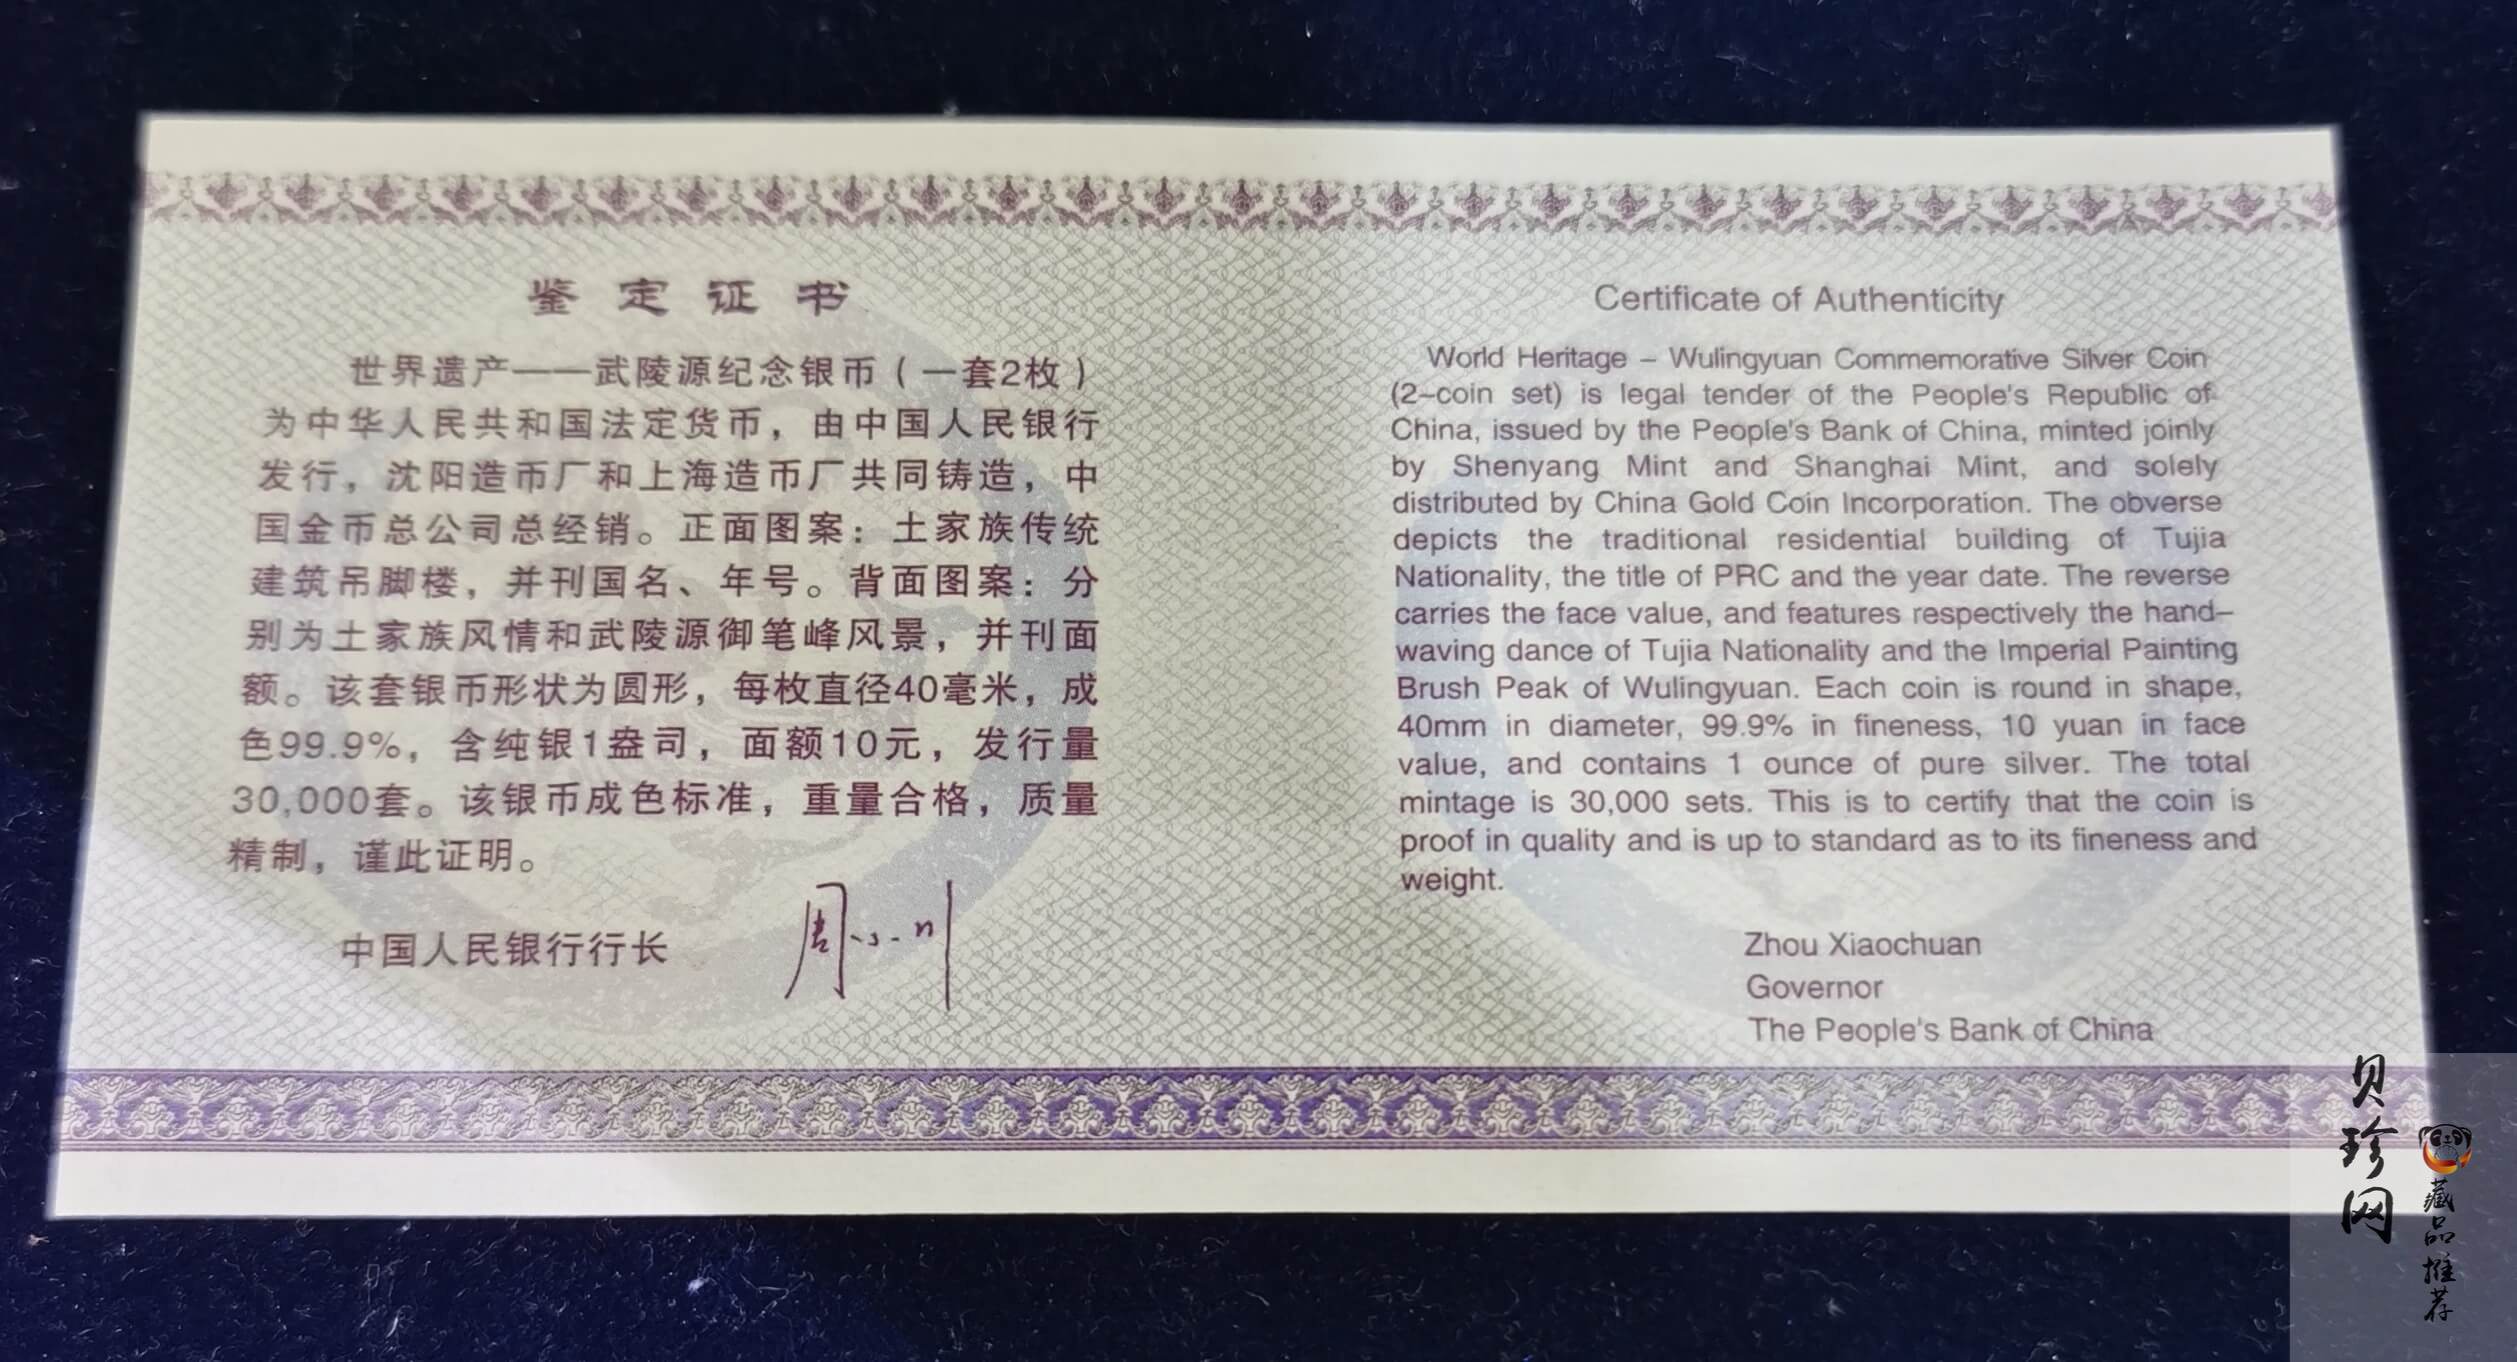 鉴定证书
世界遗产——武陵源纪念银币（一套2枚）
为中华人民共和国法定货币，由中国人民银行
发行，沈阳造币厂和上海造币厂共同铸造，中
国金币总公司总经销。正面图案：土家族传统
建筑吊脚楼，并刊国名、年号。背面图案：分
别为土家族风情和武陵源御笔峰风景，并刊面
额。该套银币形状为圆形，每枚直径40毫米，成
色99.9%，含纯银1盎司，面额10元，发行量
30,000套。该银币成色标准，重量合格，质量
精制，谨此证明。
中国人民银行行长
周小川
Certificate of Authenticity
World Heritage – Wulingyuan Commemorative Silver Coin
(2–coin set) is legal tender of the People's Republic of
China, issued by the People's Bank of China, minted joinly
by Shenyang Mint and Shanghai Mint, and solely
distributed by China Gold Coin Incorporation. The obverse
depicts the traditional residential building of Tujia
Nationality, the title of PRC and the year date. The reverse
carries the face value, and features respectively the hand–
waving dance of Tujia Nationality and the Imperial Painting
Brush Peak of Wulingyuan. Each coin is round in shape,
40mm in diameter, 99.9% in fineness, 10 yuan in face
value, and contains 1 ounce of pure silver. The total
mintage is 30,000 sets. This is to certify that the coin is
proof in quality and is up to standard as to its fineness and
weight.
Zhou Xiaochuan
Governor
The People's Bank of China
贝珍网
藏品推荐